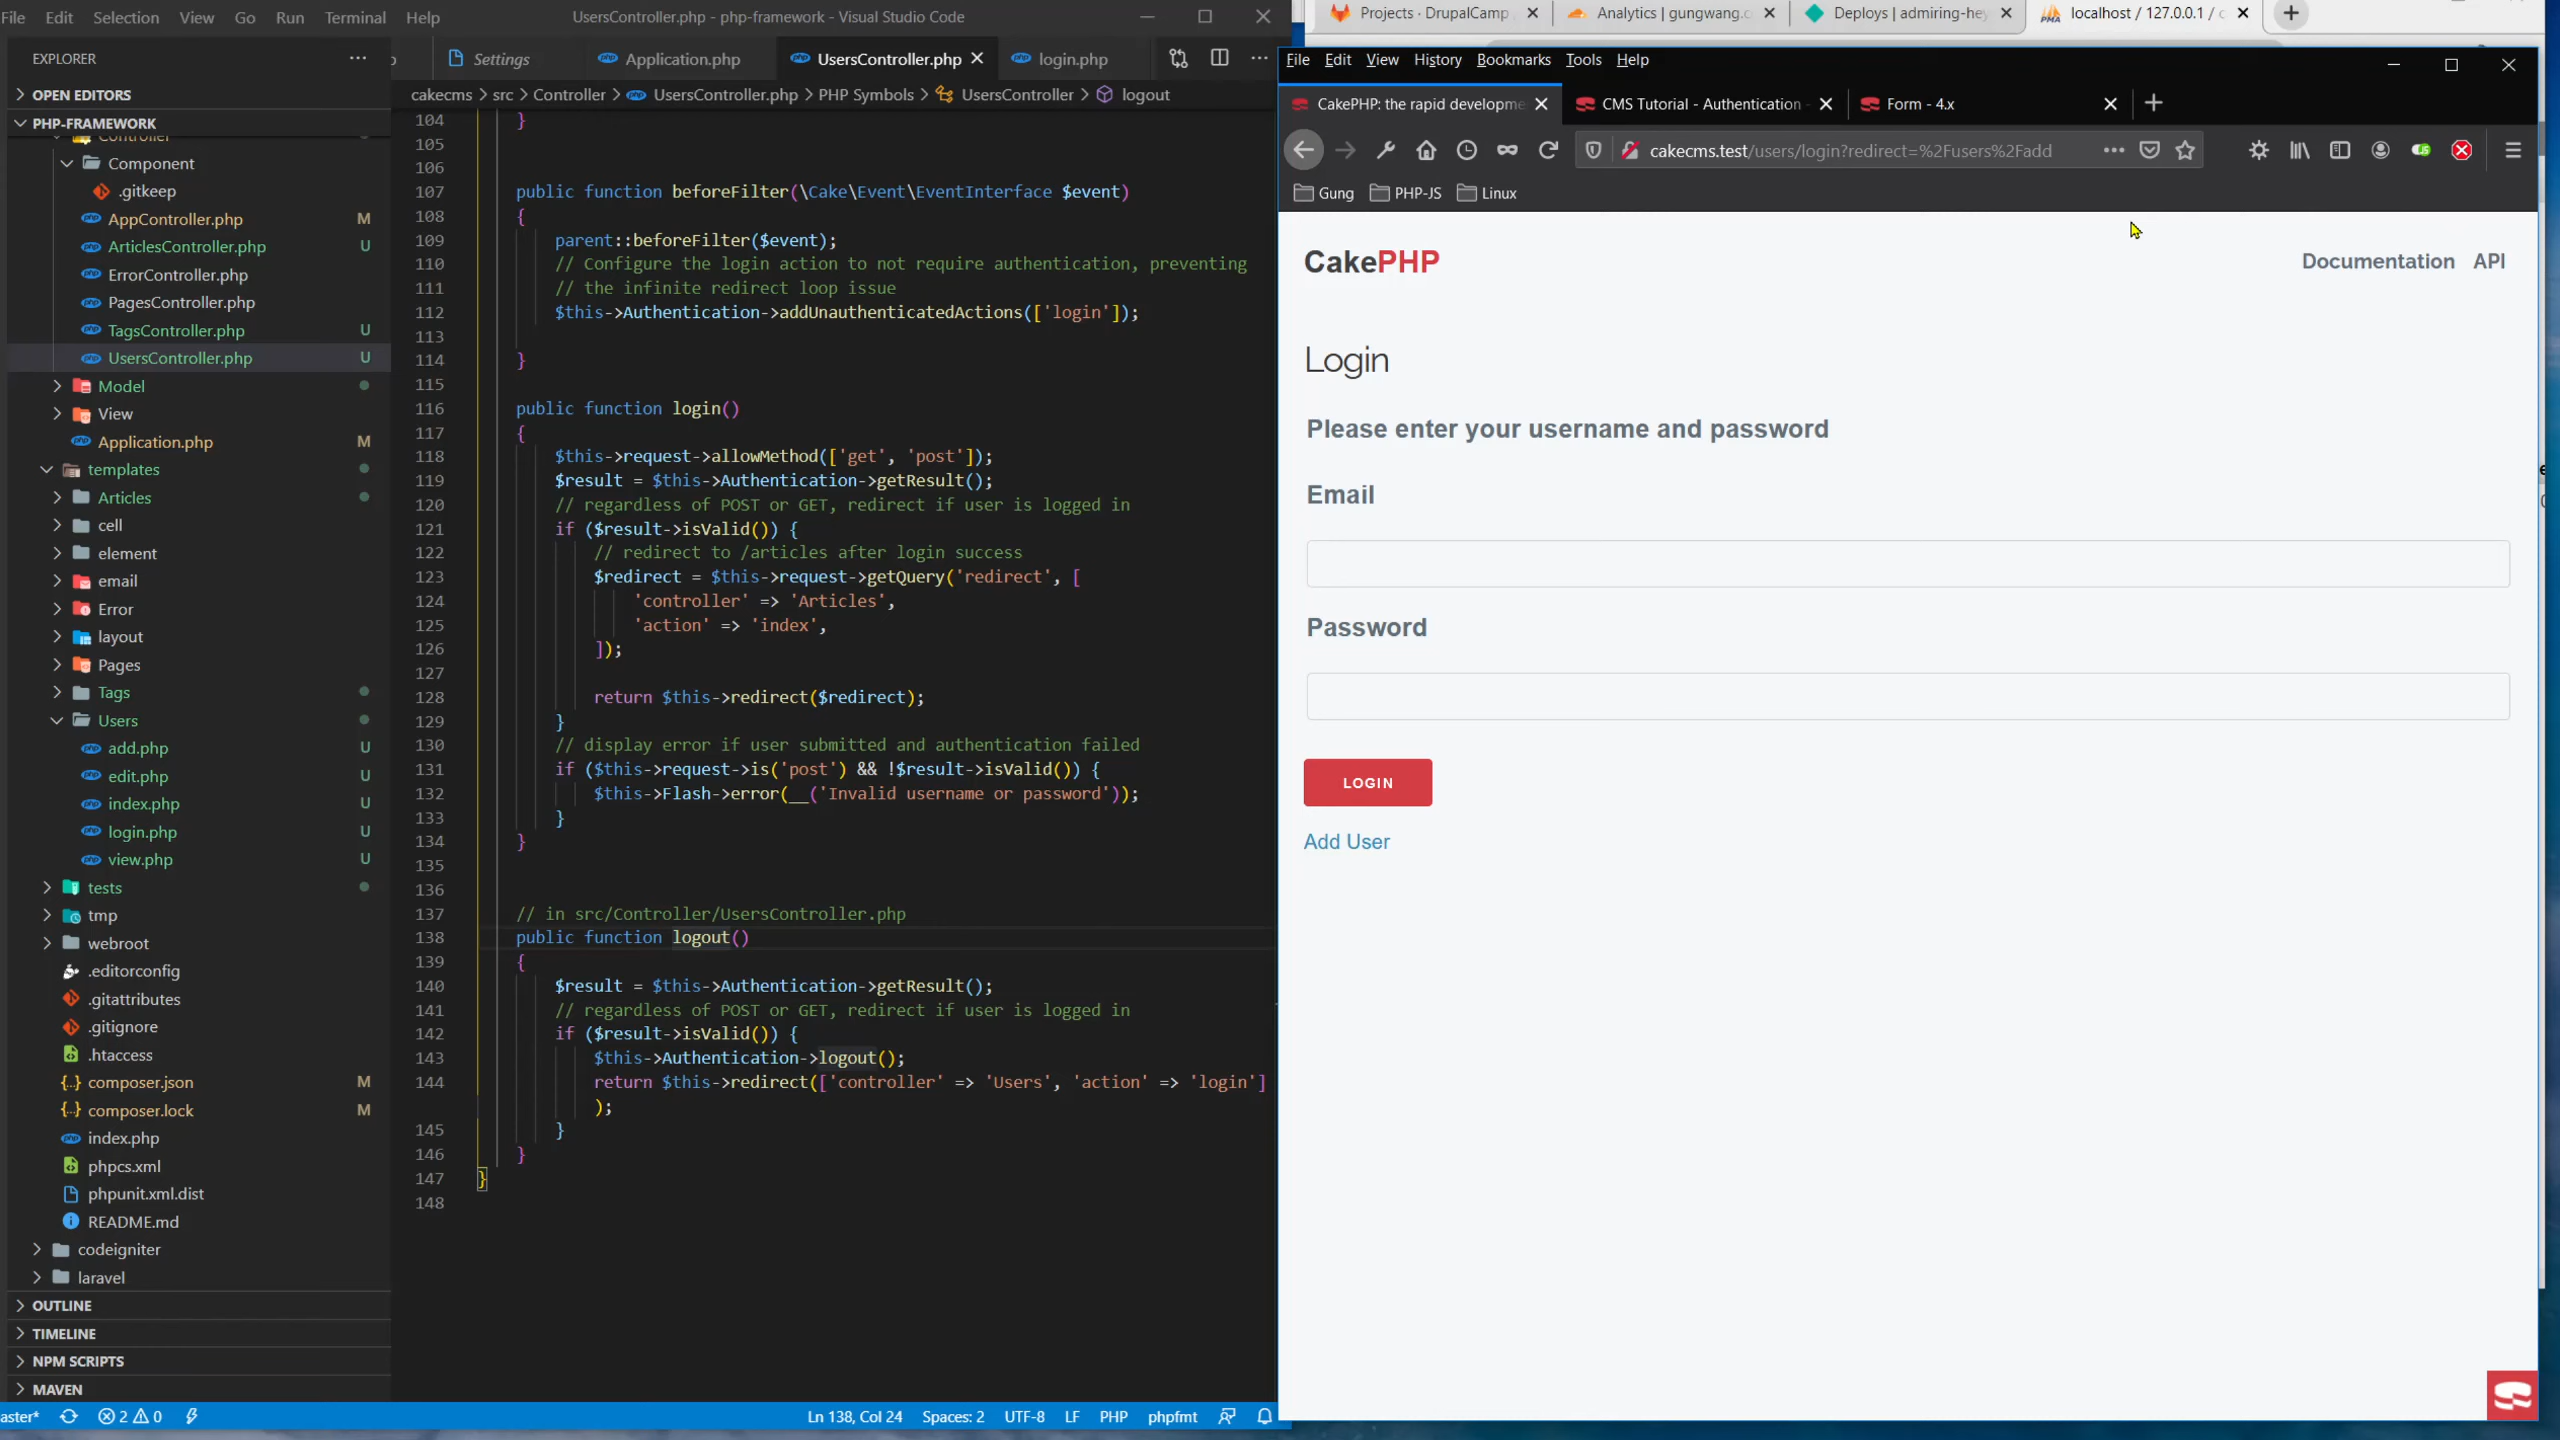 File Edit Selection View Go Run Terminal Help
UsersController.php - php-framework - Visual Studio Code
EXPLORER
OPEN EDITORS
PHP-FRAMEWORK
Controller
Component
.gitkeep
AppController.php M
ArticlesController.php U
ErrorController.php
PagesController.php
TagsController.php U
UsersController.php U
Model
View
Application.php M
templates
Articles
cell
element
email
Error
layout
Pages
Tags
Users
add.php U
edit.php U
index.php U
login.php U
view.php U
tests
tmp
webroot
.editorconfig
.gitattributes
.gitignore
.htaccess
composer.json M
composer.lock M
index.php
phpcs.xml
phpunit.xml.dist
README.md
codeigniter
laravel
OUTLINE
TIMELINE
NPM SCRIPTS
MAVEN
Settings Application.php UsersController.php login.php
cakecms > src > Controller > UsersController.php > PHP Symbols > UsersController > logout
104 }
105
106
107 public function beforeFilter(\Cake\Event\EventInterface $event)
108 {
109 parent::beforeFilter($event);
110 // Configure the login action to not require authentication, preventing
111 // the infinite redirect loop issue
112 $this->Authentication->addUnauthenticatedActions(['login']);
113
114 }
115
116 public function login()
117 {
118 $this->request->allowMethod(['get', 'post']);
119 $result = $this->Authentication->getResult();
120 // regardless of POST or GET, redirect if user is logged in
121 if ($result->isValid()) {
122 // redirect to /articles after login success
123 $redirect = $this->request->getQuery('redirect', [
124 'controller' => 'Articles',
125 'action' => 'index',
126 ]);
127
128 return $this->redirect($redirect);
129 }
130 // display error if user submitted and authentication failed
131 if ($this->request->is('post') && !$result->isValid()) {
132 $this->Flash->error(__('Invalid username or password'));
133 }
134 }
135
136
137 // in src/Controller/UsersController.php
138 public function logout()
139 {
140 $result = $this->Authentication->getResult();
141 // regardless of POST or GET, redirect if user is logged in
142 if ($result->isValid()) {
143 $this->Authentication->logout();
144 return $this->redirect(['controller' => 'Users', 'action' => 'login']
);
145 }
146 }
147 }
148
aster* 2 0 Ln 138, Col 24 Spaces: 2 UTF-8 LF PHP phpfmt
Projects · DrupalCamp Analytics | gungwang.c Deploys | admiring-hey localhost / 127.0.0.1 / c
File Edit View History Bookmarks Tools Help
CakePHP: the rapid developme CMS Tutorial - Authentication Form - 4.x
cakecms.test/users/login?redirect=%2Fusers%2Fadd
Gung PHP-JS Linux
CakePHP
Documentation API
Login
Please enter your username and password
Email
Password
LOGIN
Add User